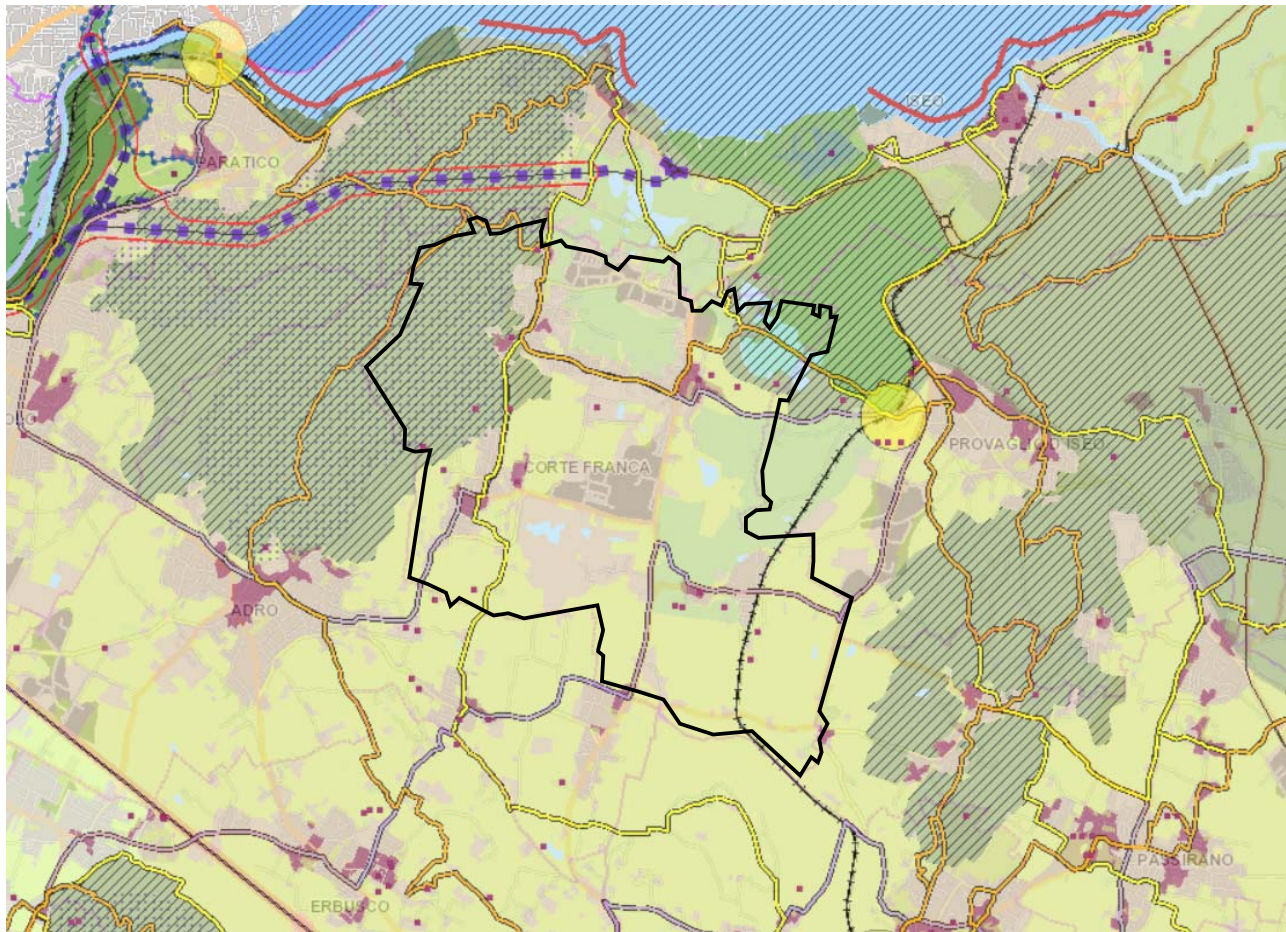 ISEO
PARATICO
PROVAGLIO D'ISEO
CORTE FRANCA
ADRO
PASSIRANO
ERBUSCO